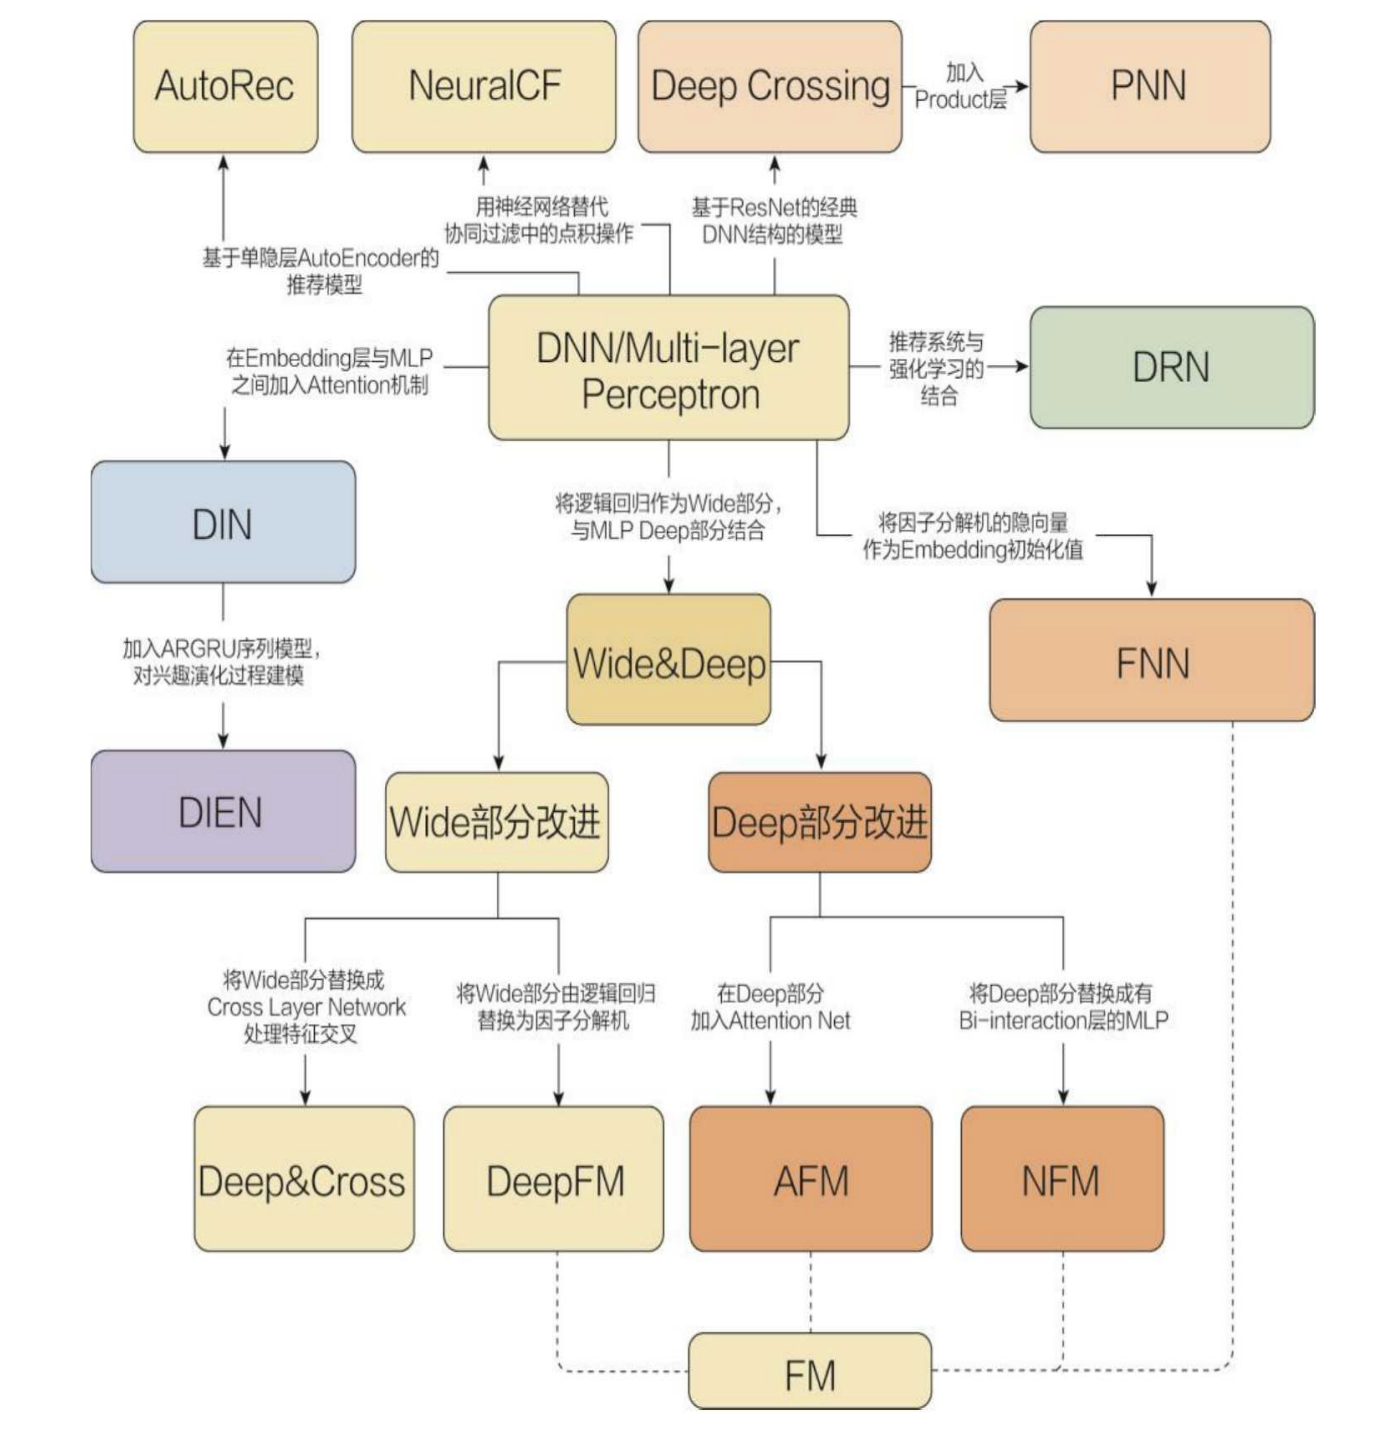 AutoRec
NeuralCF
Deep Crossing
加入
Product层
PNN
用神经网络替代
协同过滤中的点积操作
基于ResNet的经典
DNN结构的模型
基于单隐层AutoEncoder的
推荐模型
在Embedding层与MLP
之间加入Attention机制
DNN/Multi-layer
Perceptron
推荐系统与
强化学习的
结合
DRN
DIN
将逻辑回归作为Wide部分，
与MLP Deep部分结合
将因子分解机的隐向量
作为Embedding初始化值
加入ARGRU序列模型，
对兴趣演化过程建模
Wide&Deep
FNN
DIEN
Wide部分改进
Deep部分改进
将Wide部分替换成
Cross Layer Network
处理特征交叉
将Wide部分由逻辑回归
替换为因子分解机
在Deep部分
加入Attention Net
将Deep部分替换成有
Bi-interaction层的MLP
Deep&Cross
DeepFM
AFM
NFM
FM